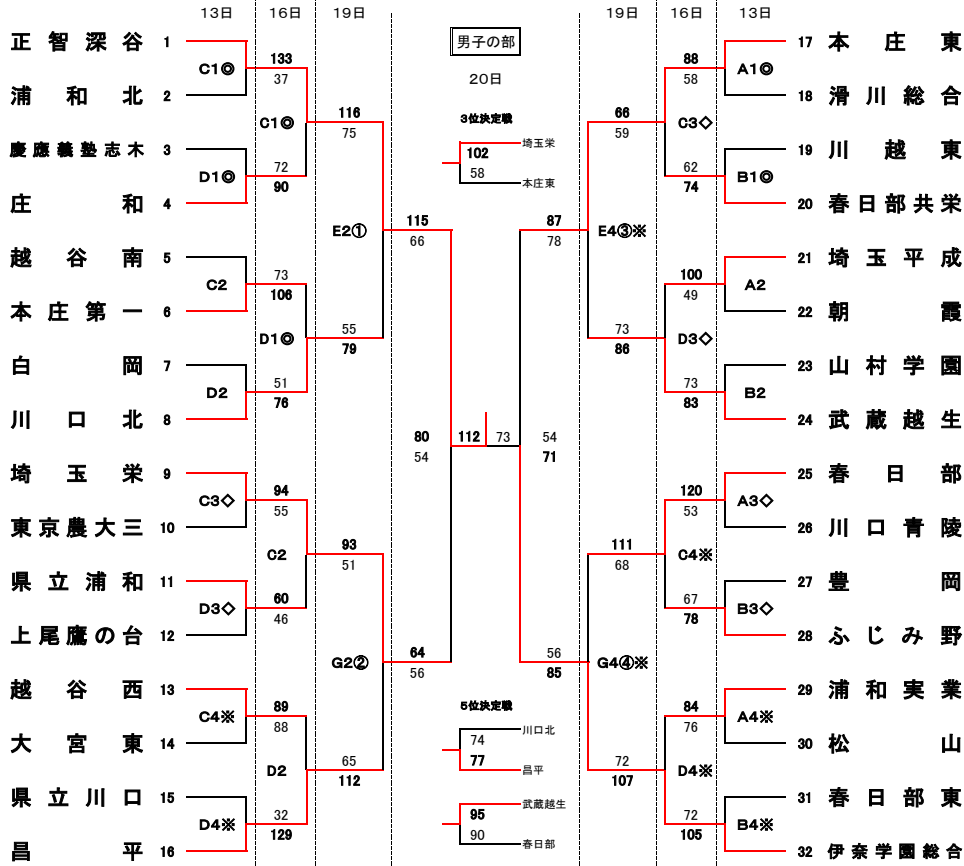 13日 16日 19日 19日 16日 13日
男子の部
20日
正智深谷 1
17 本庄東
C1◎ 133 88 A1◎
37 58
浦和北 2
18 滑川総合
C1◎ 116 66 C3◇
75 59
3位決定戦
埼玉栄
102
58
本庄東
慶應義塾志木 3
19 川越東
D1◎ 72 62 B1◎
90 74
庄和 4
20 春日部共栄
E2① 115 87 E4③※
66 78
越谷南 5
21 埼玉平成
C2 73 100 A2
106 49
本庄第一 6
22 朝霞
D1◎ 55 73 D3◇
79 86
白岡 7
23 山村学園
D2 51 73 B2
76 83
川口北 8
24 武蔵越生
80 112 73 54
54 71
埼玉栄 9
25 春日部
C3◇ 94 120 A3◇
55 53
東京農大三 10
26 川口青陵
C2 93 111 C4※
51 68
県立浦和 11
27 豊岡
D3◇ 60 67 B3◇
46 78
上尾鷹の台 12
28 ふじみ野
G2② 64 56 G4④※
56 85
越谷西 13
29 浦和実業
C4※ 89 84 A4※
88 76
大宮東 14
30 松山
5位決定戦
川口北
74
77
昌平
D2 65 72 D4※
112 107
県立川口 15
31 春日部東
武蔵越生
95
90
春日部
D4※ 32 72 B4※
129 105
昌平 16
32 伊奈学園総合